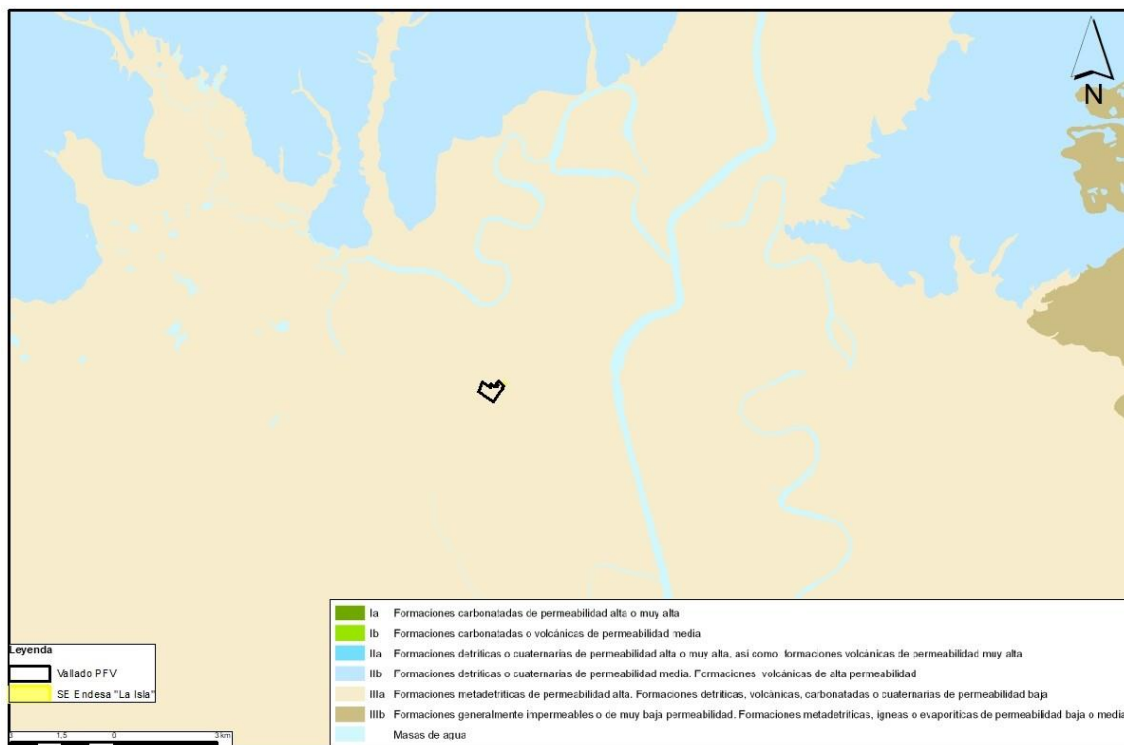 N
Ia Formaciones carbonatadas de permeabilidad alta o muy alta
Ib Formaciones carbonatadas o volcánicas de permeabilidad media
IIa Formaciones detríticas o cuaternarias de permeabilidad alta o muy alta, así como formaciones volcánicas de permeabilidad muy alta
IIb Formaciones detríticas o cuaternarias de permeabilidad media. Formaciones volcánicas de alta permeabilidad
IIIa Formaciones metadetríticas de permeabilidad alta. Formaciones detríticas, volcánicas, carbonatadas o cuaternarias de permeabilidad baja
IIIb Formaciones generalmente impermeables o de muy baja permeabilidad. Formaciones metadetríticas, ígneas o evaporíticas de permeabilidad baja o media
Masas de agua
Leyenda
Vallado PFV
SE Endesa "La Isla"
3 1,5 0 3 km